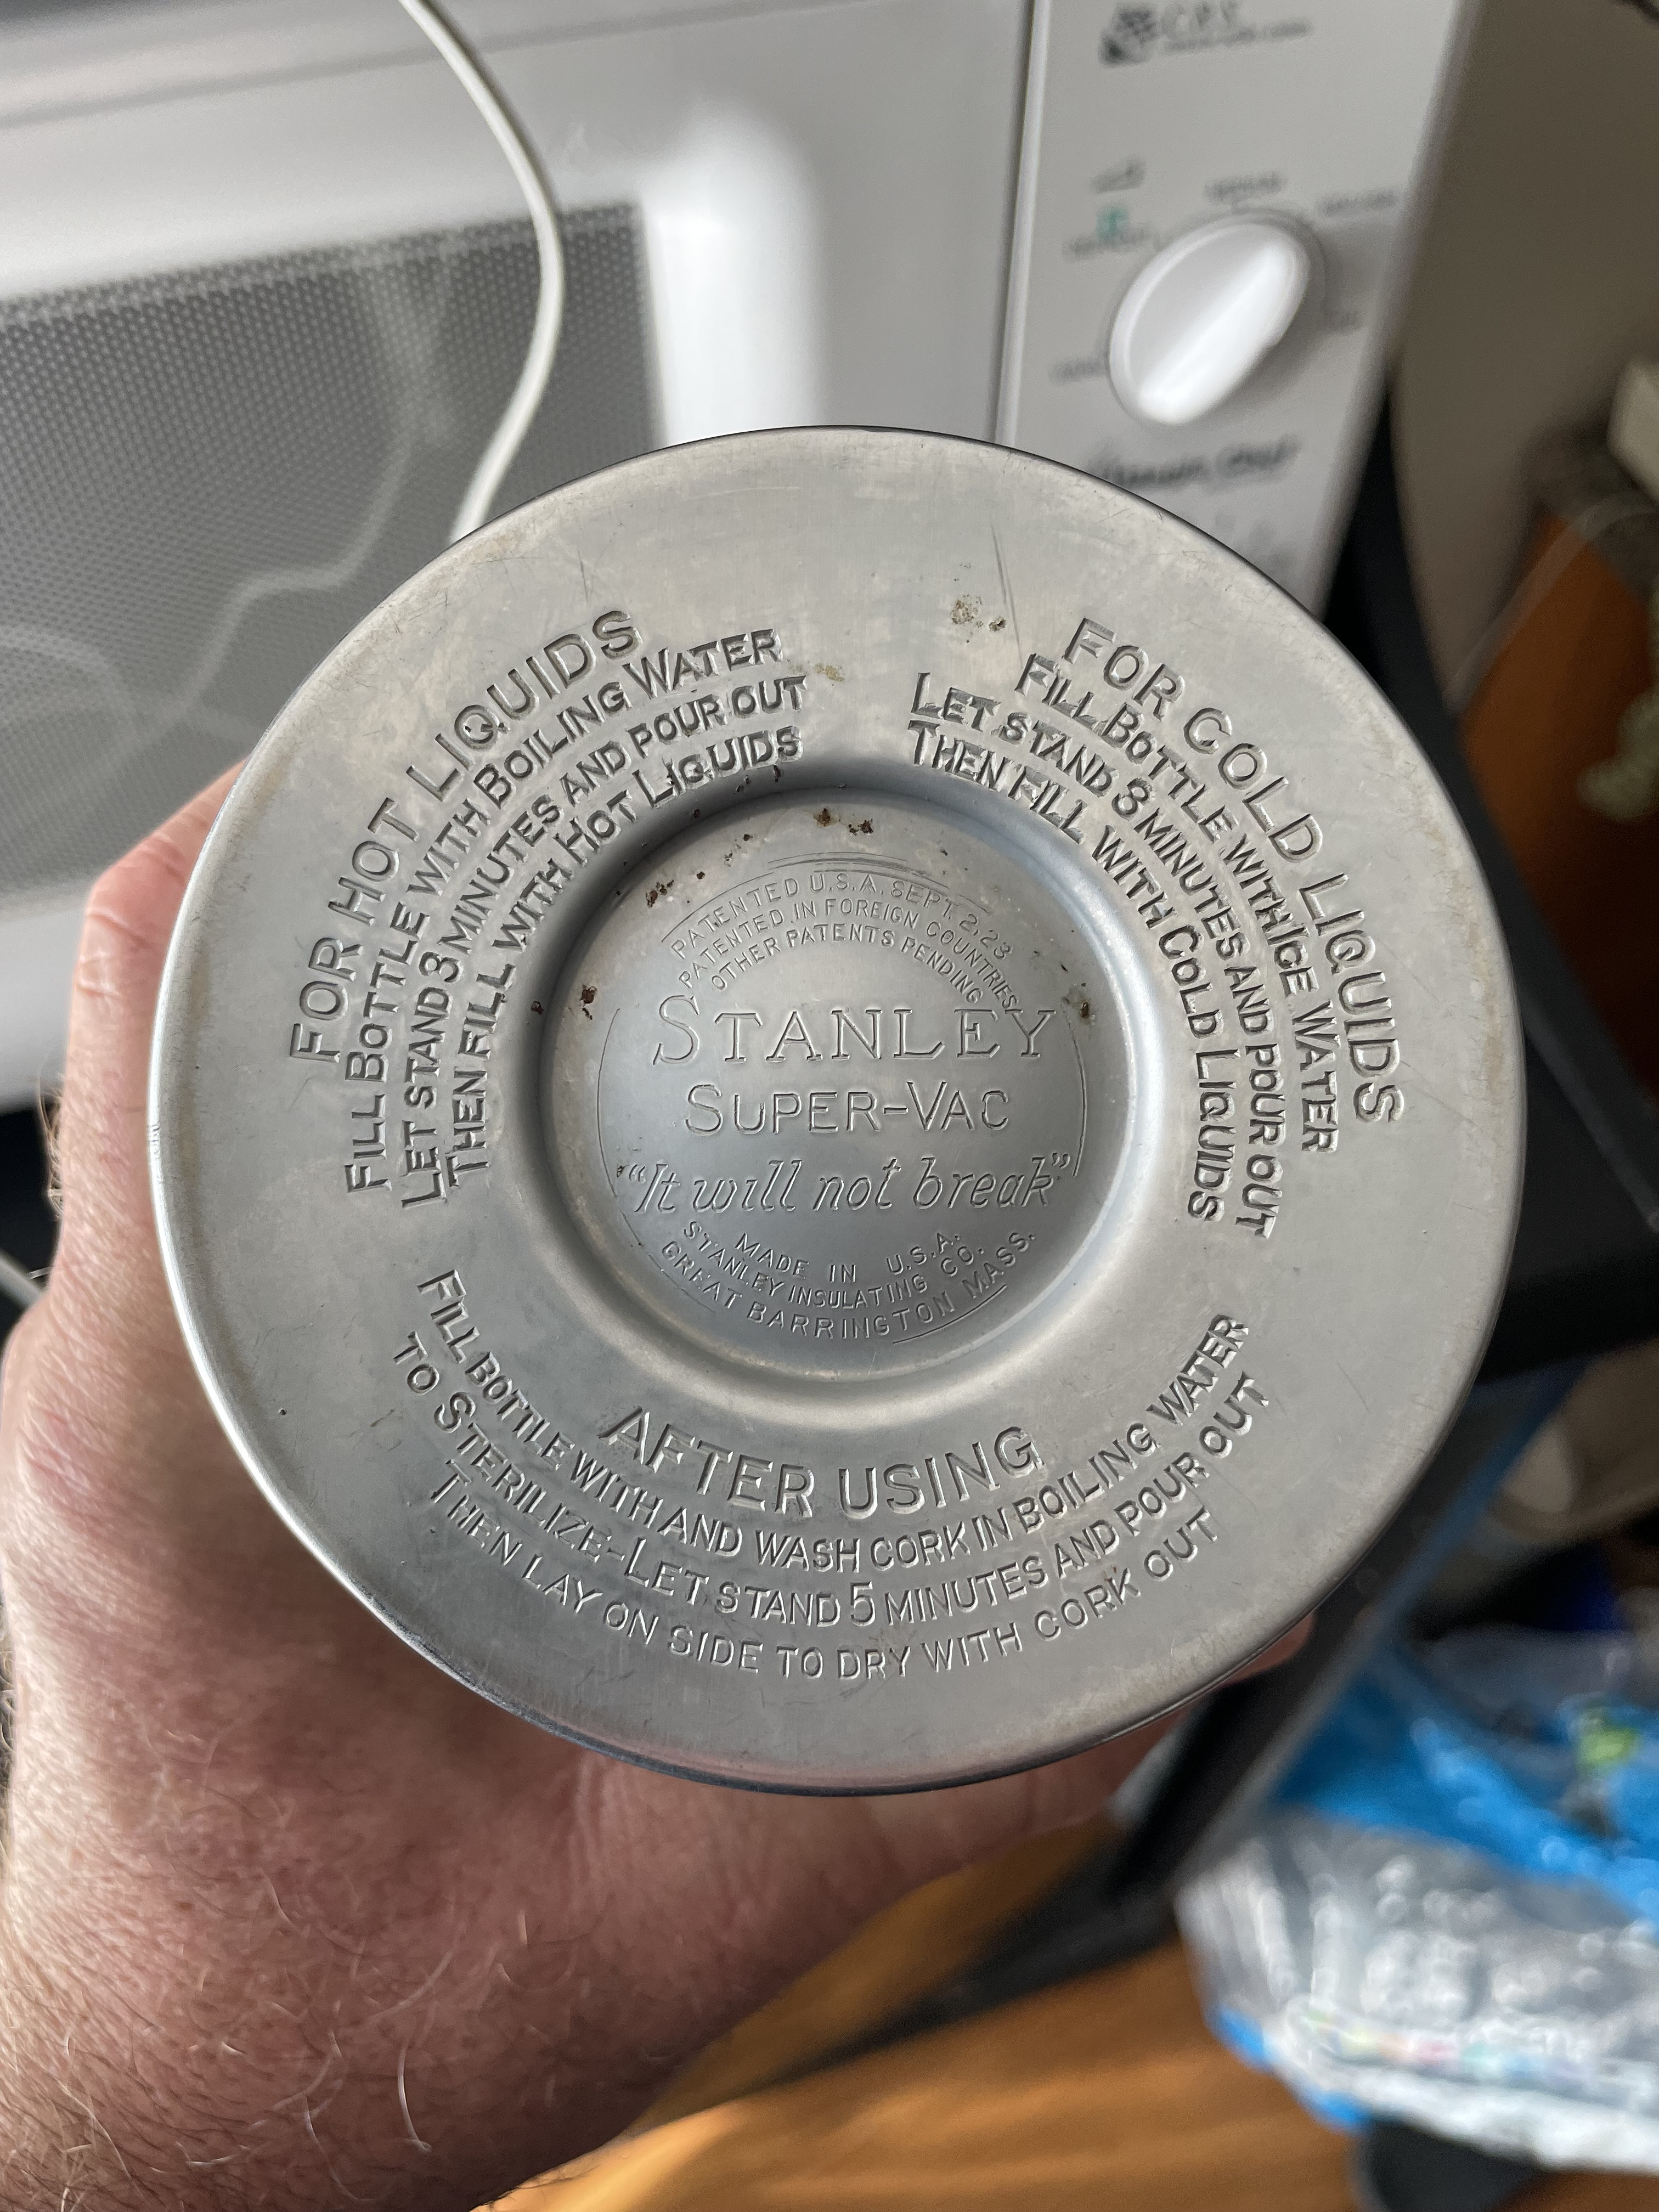 C.P.S.
FOR HOT LIQUIDS
FILL BOTTLE WITH BOILING WATER
LET STAND 3 MINUTES AND POUR OUT
THEN FILL WITH HOT LIQUIDS
FOR COLD LIQUIDS
FILL BOTTLE WITH ICE WATER
LET STAND 3 MINUTES AND POUR OUT
THEN FILL WITH COLD LIQUIDS
PATENTED U.S.A. SEPT. 2, 23
PATENTED IN FOREIGN COUNTRIES
OTHER PATENTS PENDING
STANLEY
SUPER-VAC
"It will not break"
MADE IN U.S.A.
STANLEY INSULATING CO.
GREAT BARRINGTON MASS.
AFTER USING
FILL BOTTLE WITH AND WASH CORK IN BOILING WATER
TO STERILIZE-LET STAND 5 MINUTES AND POUR OUT
THEN LAY ON SIDE TO DRY WITH CORK OUT